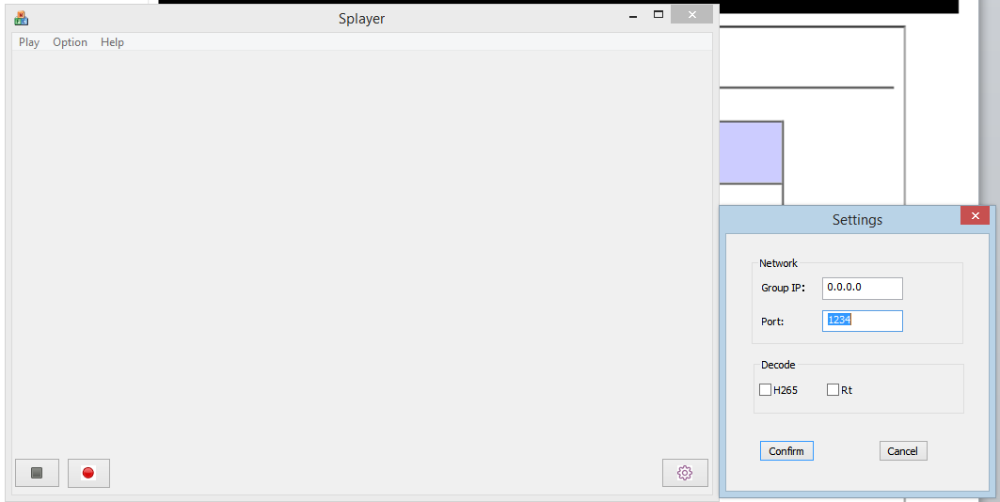 Splayer
Play Option Help
Settings
Network
Group IP: 0.0.0.0
Port: 1234
Decode
H265 Rt
Confirm Cancel